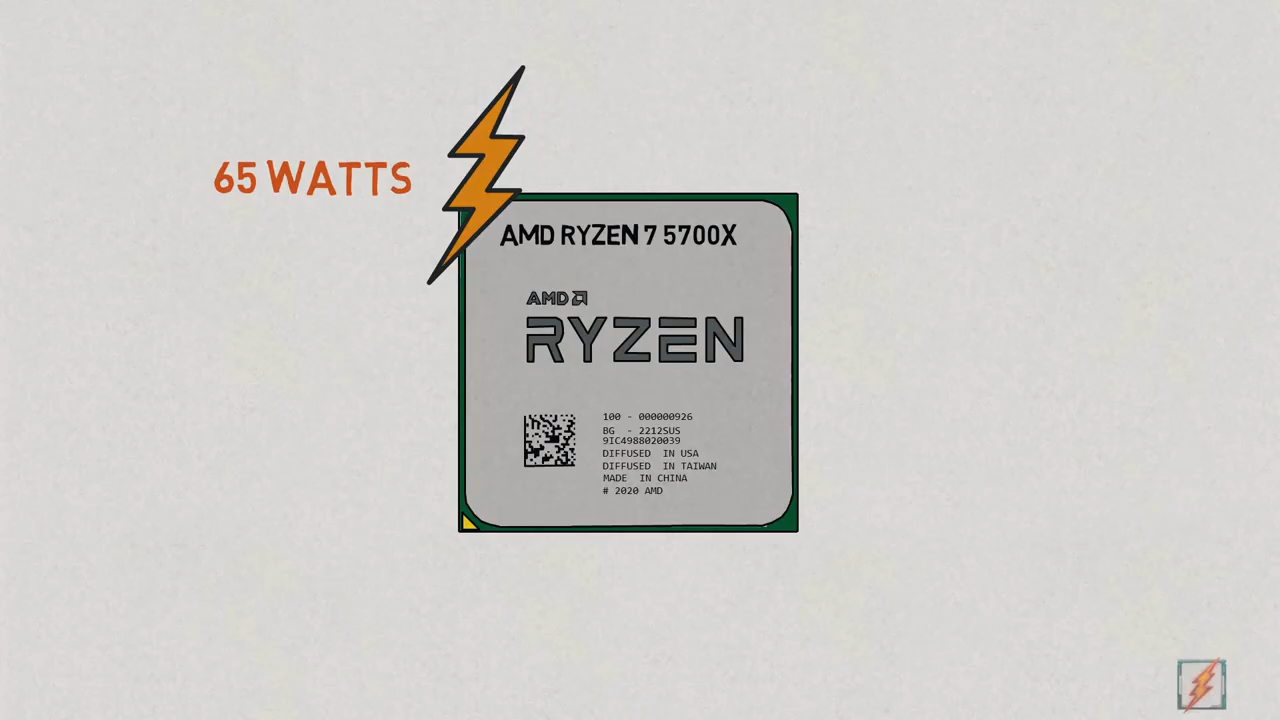 65 WATTS
AMD RYZEN 7 5700X
AMD
RYZEN
100 - 000000926
BG - 2212SUS
9IC4988020039
DIFFUSED IN USA
DIFFUSED IN TAIWAN
MADE IN CHINA
# 2020 AMD